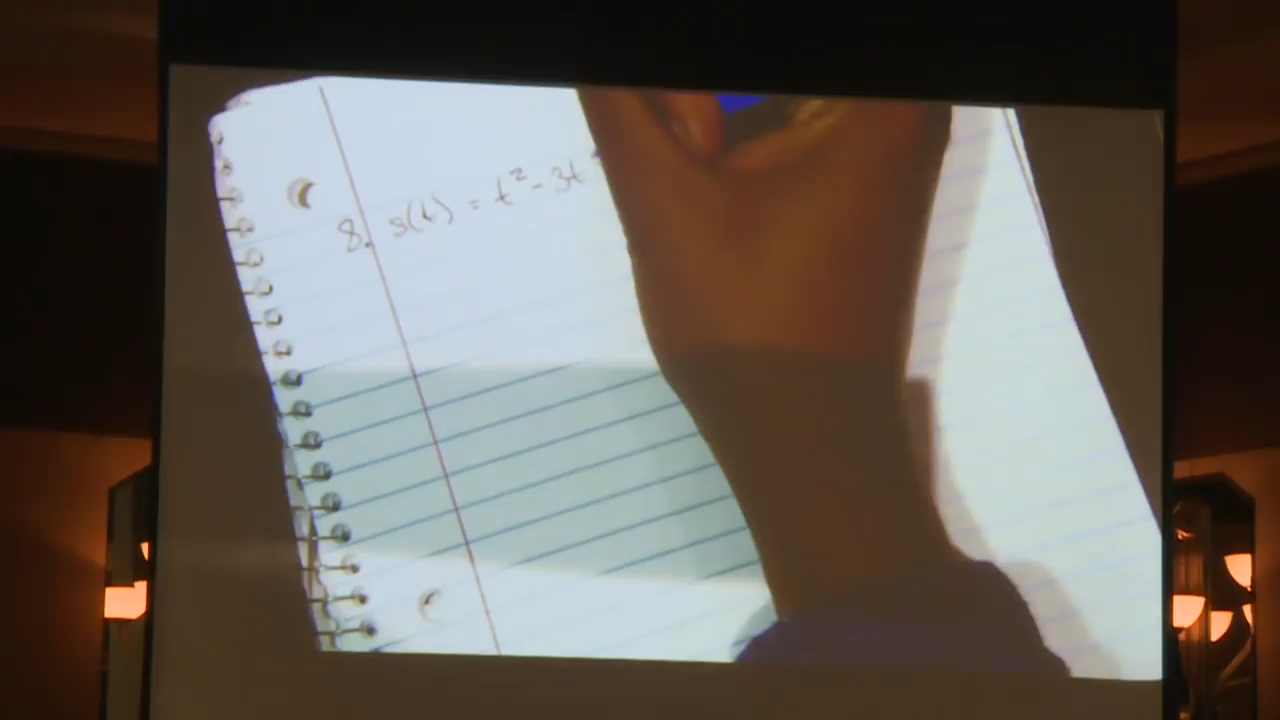 8. s(t) = t² - 3t